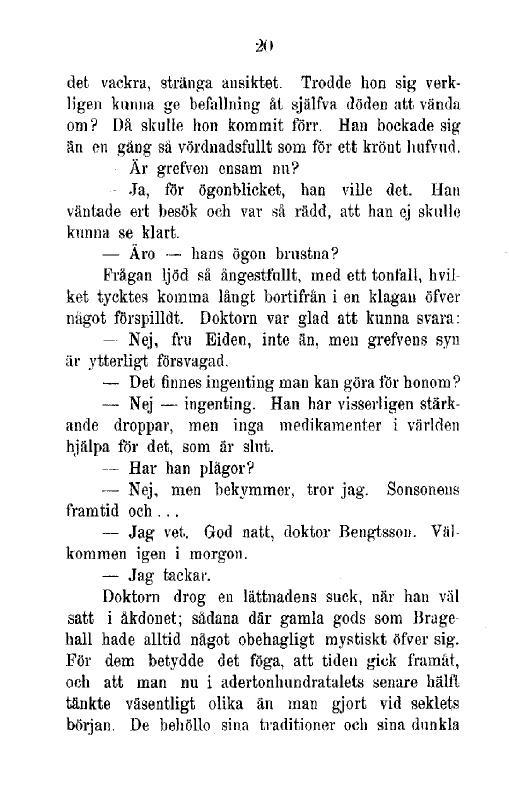 20
det vackra, stränga ansiktet. Trodde hon sig verk-
ligen kunna ge befallning åt själfva döden att vända
om? Då skulle hon kommit förr. Han bockade sig
än en gång så vördnadsfullt som för ett krönt hufvud.
— Är grefven ensam nu?
— Ja, för ögonblicket, han ville det. Han
väntade ert besök och var så rädd, att han ej skulle
kunna se klart.
— Äro — hans ögon brustna?
Frågan ljöd så ångestfullt, med ett tonfall, hvil-
ket tycktes komma långt bortifrån i en klagan öfver
något förspilldt. Doktorn var glad att kunna svara:
— Nej, fru Eiden, inte än, men grefvens syn
är ytterligt försvagad.
— Det finnes ingenting man kan göra för honom?
— Nej — ingenting. Han har visserligen stärk-
ande droppar, men inga medikamenter i världen
hjälpa för det, som är slut.
— Har han plågor?
— Nej, men bekymmer, tror jag. Sonsonens
framtid och ...
— Jag vet. God natt, doktor Bengtsson. Väl-
kommen igen i morgon.
— Jag tackar.
Doktorn drog en lättnadens suck, när han väl
satt i åkdonet; sådana där gamla gods som Brage-
hall hade alltid något obehagligt mystiskt öfver sig.
För dem betydde det föga, att tiden gick framåt,
och att man nu i adertonhundratalets senare hälft
tänkte väsentligt olika än man gjort vid seklets
början. De behöllo sina traditioner och sina dunkla